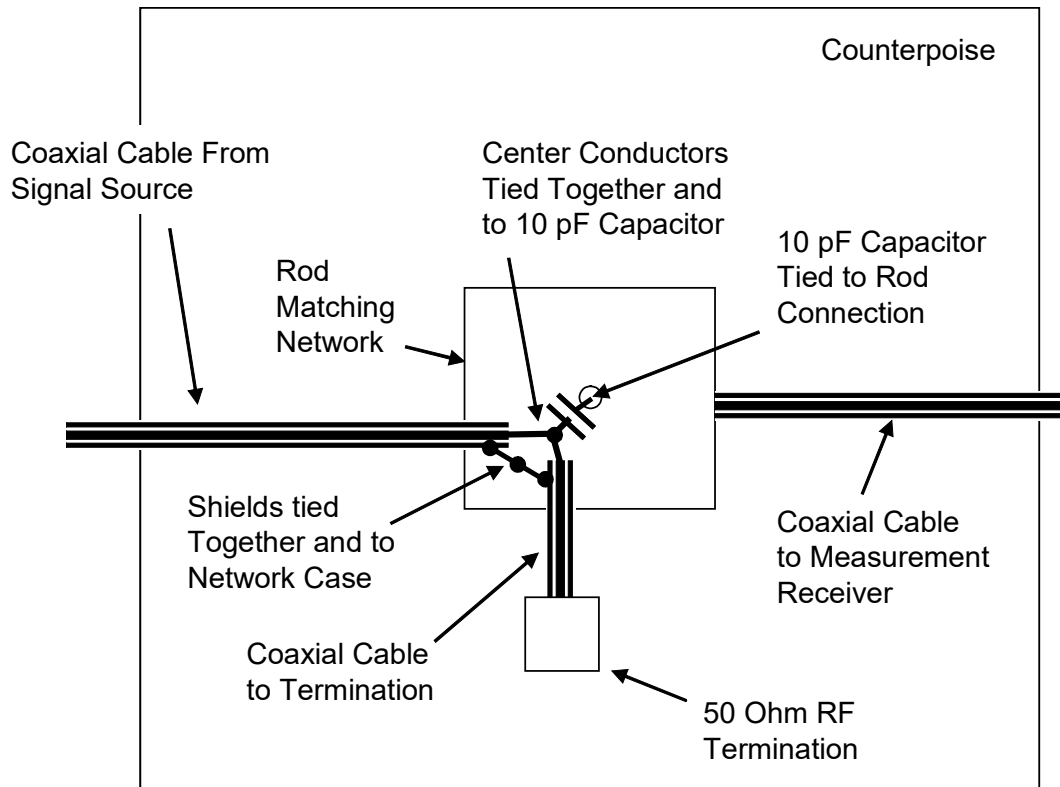 Counterpoise
Coaxial Cable From
Signal Source
Center Conductors
Tied Together and
to 10 pF Capacitor
10 pF Capacitor
Tied to Rod
Connection
Rod
Matching
Network
Shields tied
Together and to
Network Case
Coaxial Cable
to Measurement
Receiver
Coaxial Cable
to Termination
50 Ohm RF
Termination